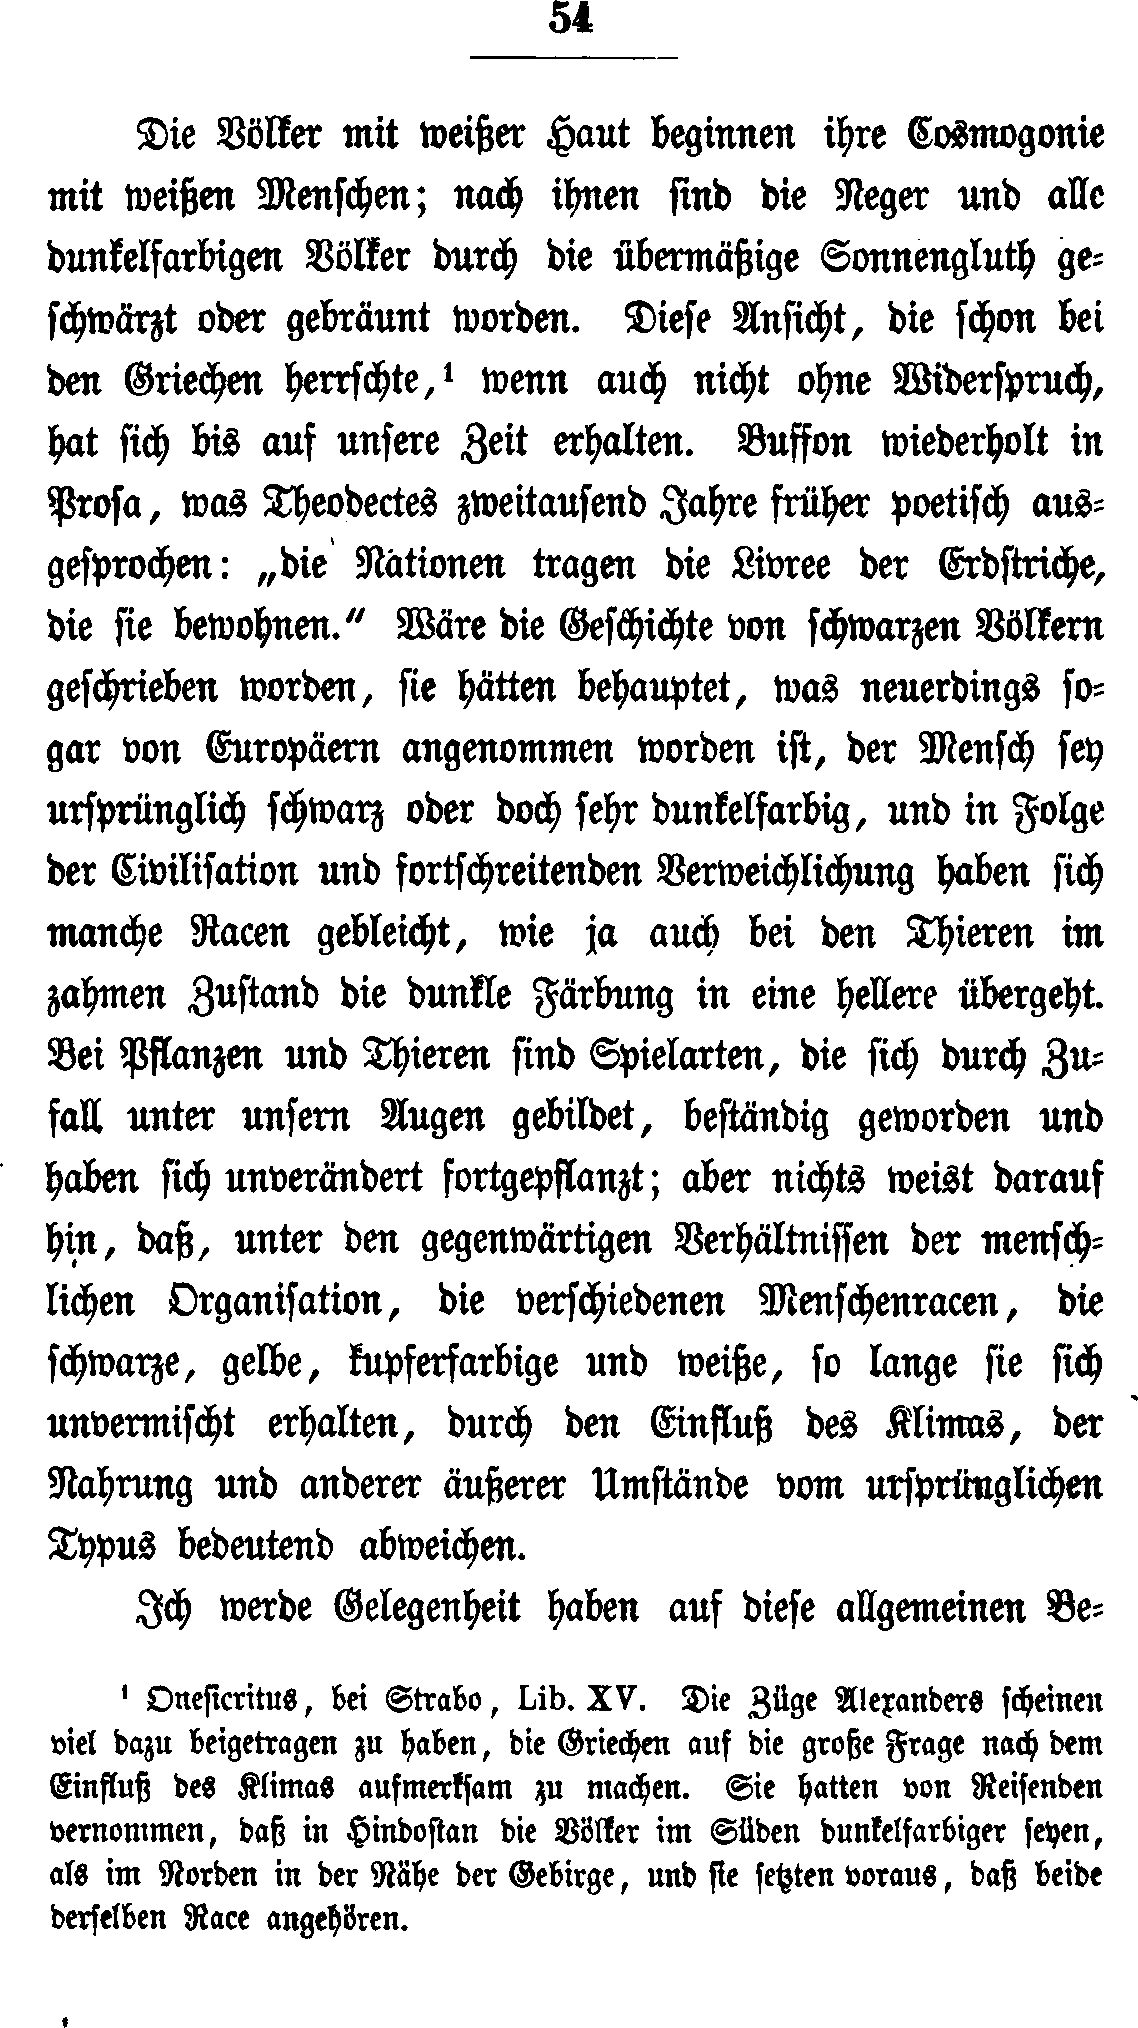 54
Die Völker mit weißer Haut beginnen ihre Cosmogonie
mit weißen Menschen; nach ihnen sind die Neger und alle
dunkelfarbigen Völker durch die übermäßige Sonnengluth ge-
schwärzt oder gebräunt worden. Diese Ansicht, die schon bei
den Griechen herrschte,¹ wenn auch nicht ohne Widerspruch,
hat sich bis auf unsere Zeit erhalten. Buffon wiederholt in
Prosa, was Theodectes zweitausend Jahre früher poetisch aus-
gesprochen: „die Nationen tragen die Livree der Erdstriche,
die sie bewohnen.“ Wäre die Geschichte von schwarzen Völkern
geschrieben worden, sie hätten behauptet, was neuerdings so-
gar von Europäern angenommen worden ist, der Mensch sey
ursprünglich schwarz oder doch sehr dunkelfarbig, und in Folge
der Civilisation und fortschreitenden Verweichlichung haben sich
manche Racen gebleicht, wie ja auch bei den Thieren im
zahmen Zustand die dunkle Färbung in eine hellere übergeht.
Bei Pflanzen und Thieren sind Spielarten, die sich durch Zu-
fall unter unsern Augen gebildet, beständig geworden und
haben sich unverändert fortgepflanzt; aber nichts weist darauf
hin, daß, unter den gegenwärtigen Verhältnissen der mensch-
lichen Organisation, die verschiedenen Menschenracen, die
schwarze, gelbe, kupferfarbige und weiße, so lange sie sich
unvermischt erhalten, durch den Einfluß des Klimas, der
Nahrung und anderer äußerer Umstände vom ursprünglichen
Typus bedeutend abweichen.
Ich werde Gelegenheit haben auf diese allgemeinen Be-
¹ Onesicritus, bei Strabo, Lib. XV. Die Züge Alexanders scheinen
viel dazu beigetragen zu haben, die Griechen auf die große Frage nach dem
Einfluß des Klimas aufmerksam zu machen. Sie hatten von Reisenden
vernommen, daß in Hindostan die Völker im Süden dunkelfarbiger seyen,
als im Norden in der Nähe der Gebirge, und sie setzten voraus, daß beide
derselben Race angehören.